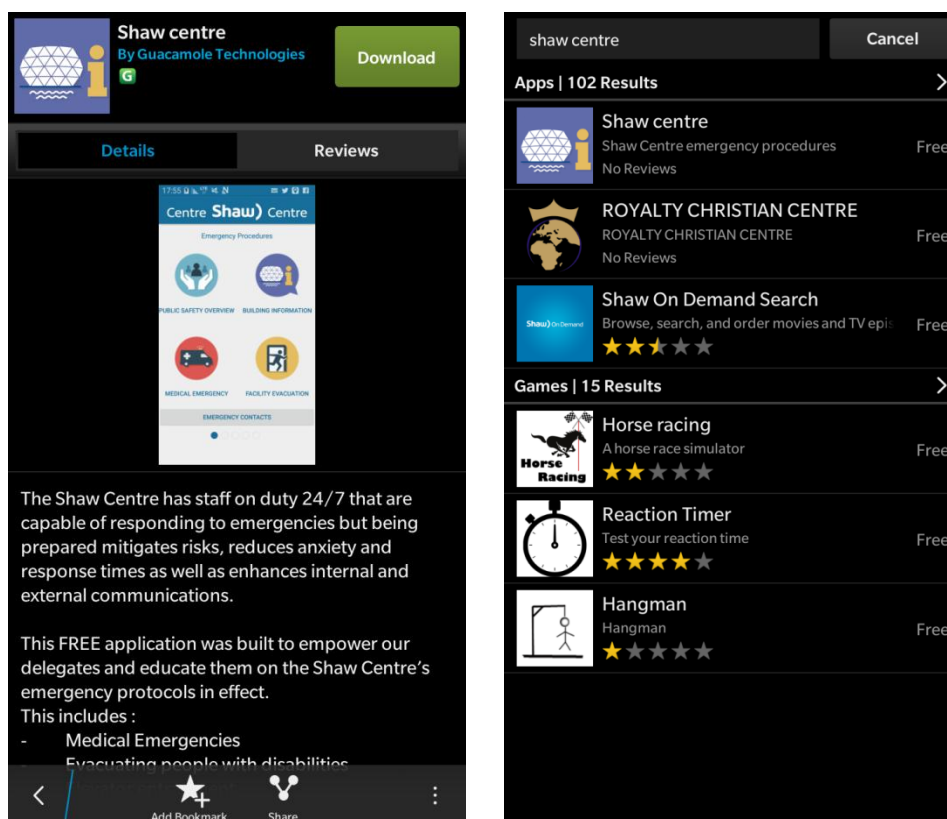 Shaw centre
By Guacamole Technologies
G
Download
Details
Reviews
17:55
Centre Shaw) Centre
Emergency Procedures
PUBLIC SAFETY OVERVIEW
BUILDING INFORMATION
MEDICAL EMERGENCY
FACILITY EVACUATION
EMERGENCY CONTACTS
The Shaw Centre has staff on duty 24/7 that are
capable of responding to emergencies but being
prepared mitigates risks, reduces anxiety and
response times as well as enhances internal and
external communications.
This FREE application was built to empower our
delegates and educate them on the Shaw Centre's
emergency protocols in effect.
This includes :
- Medical Emergencies
- Evacuating people with disabilities
Add Bookmark
Share
shaw centre
Cancel
Apps | 102 Results
Shaw centre
Shaw Centre emergency procedures
Free
No Reviews
ROYALTY CHRISTIAN CENTRE
ROYALTY CHRISTIAN CENTRE
Free
No Reviews
Shaw) On Demand
Shaw On Demand Search
Browse, search, and order movies and TV epis
Free
Games | 15 Results
Horse Racing
Horse racing
A horse race simulator
Free
Reaction Timer
Test your reaction time
Free
Hangman
Hangman
Free